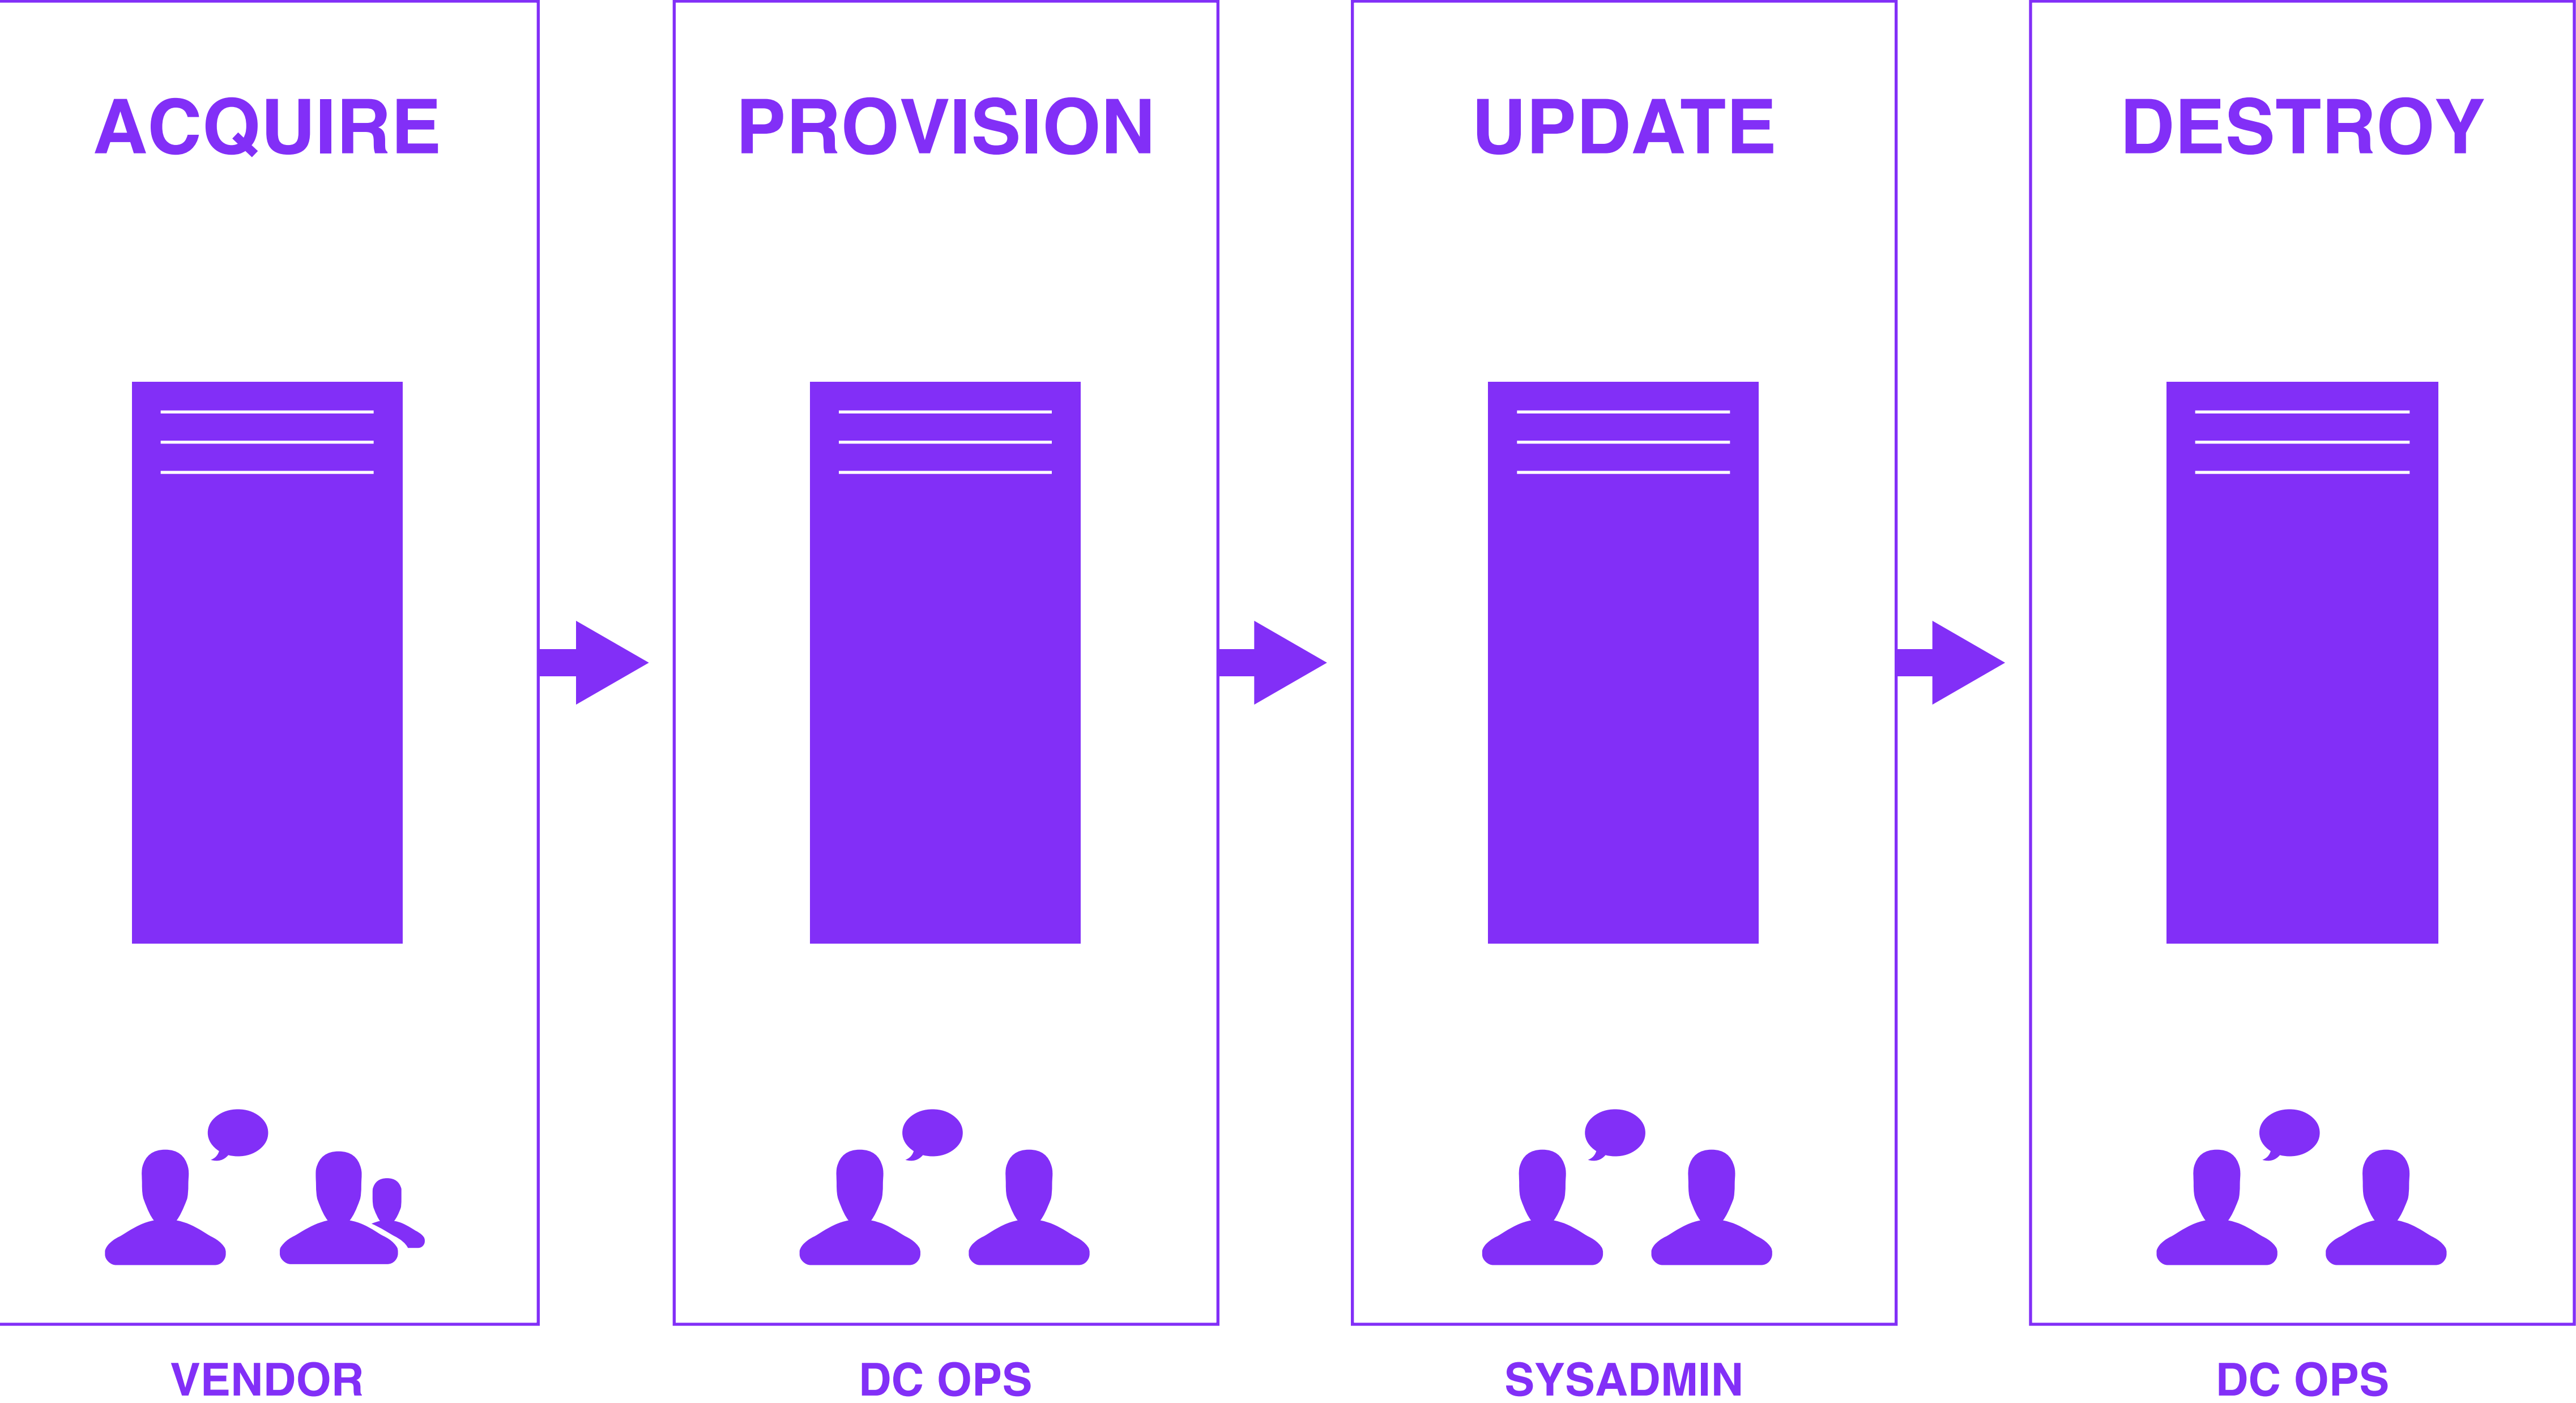 ACQUIRE
PROVISION
UPDATE
DESTROY
VENDOR
DC OPS
SYSADMIN
DC OPS